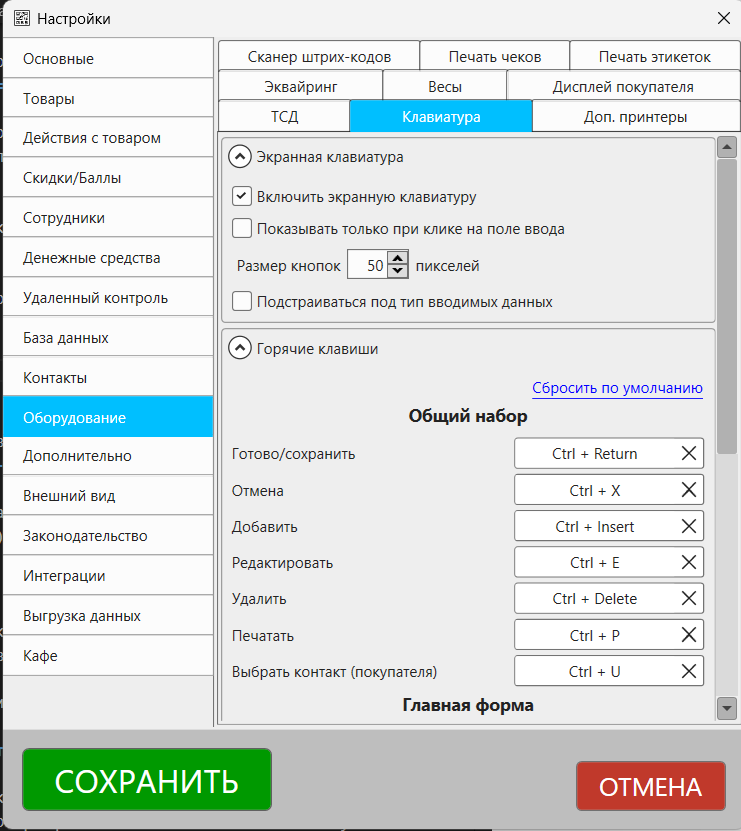 Настройки
Основные
Товары
Действия с товаром
Скидки/Баллы
Сотрудники
Денежные средства
Удаленный контроль
База данных
Контакты
Оборудование
Дополнительно
Внешний вид
Законодательство
Интеграции
Выгрузка данных
Кафе
Сканер штрих-кодов
Печать чеков
Печать этикеток
Эквайринг
Весы
Дисплей покупателя
ТСД
Клавиатура
Доп. принтеры
Экранная клавиатура
Включить экранную клавиатуру
Показывать только при клике на поле ввода
Размер кнопок 50 пикселей
Подстраиваться под тип вводимых данных
Горячие клавиши
Сбросить по умолчанию
Общий набор
Готово/сохранить Ctrl + Return
Отмена Ctrl + X
Добавить Ctrl + Insert
Редактировать Ctrl + E
Удалить Ctrl + Delete
Печатать Ctrl + P
Выбрать контакт (покупателя) Ctrl + U
Главная форма
СОХРАНИТЬ
ОТМЕНА